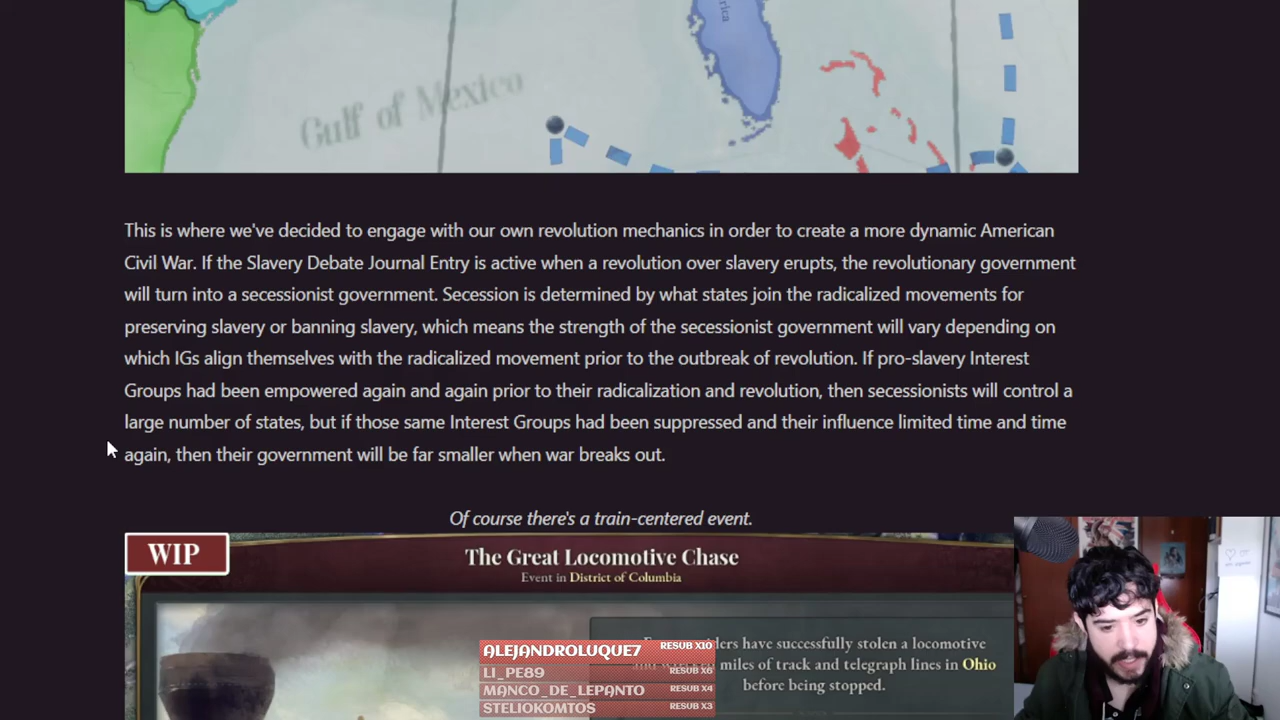 rica
Gulf of Mexico
This is where we've decided to engage with our own revolution mechanics in order to create a more dynamic American
Civil War. If the Slavery Debate Journal Entry is active when a revolution over slavery erupts, the revolutionary government
will turn into a secessionist government. Secession is determined by what states join the radicalized movements for
preserving slavery or banning slavery, which means the strength of the secessionist government will vary depending on
which IGs align themselves with the radicalized movement prior to the outbreak of revolution. If pro-slavery Interest
Groups had been empowered again and again prior to their radicalization and revolution, then secessionists will control a
large number of states, but if those same Interest Groups had been suppressed and their influence limited time and time
again, then their government will be far smaller when war breaks out.
Of course there's a train-centered event.
WIP
The Great Locomotive Chase
Event in District of Columbia
have successfully stolen a locomotive
miles of track and telegraph lines in Ohio
before being stopped.
ALEJANDROLUQUE7 RESUB X10
LI_PE89 RESUB X6
MANCO_DE_LEPANTO RESUB X4
STELIOKOMTOS RESUB X3